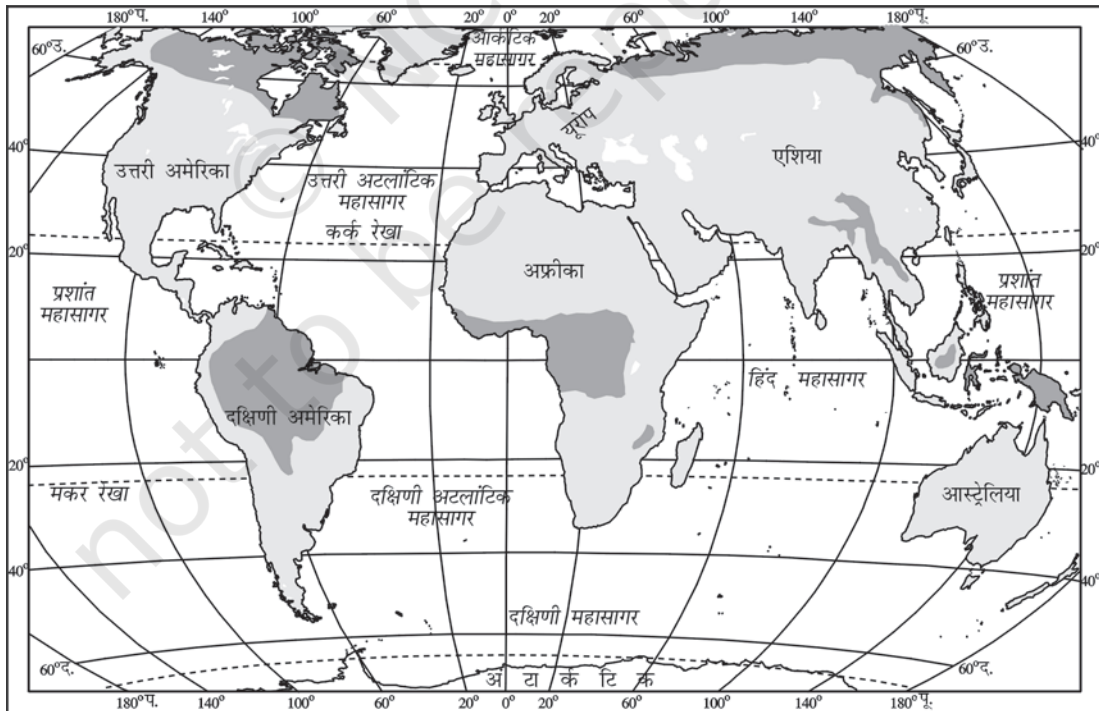 180°प. 140° 100° 60° 20° 0° 20° 60° 100° 140° 180°पू.
60°उ. 60°उ.
आर्कटिक
महासागर
यूरोप
40° 40°
एशिया
उत्तरी अमेरिका
उत्तरी अटलांटिक
महासागर
कर्क रेखा
20° 20°
अफ्रीका
प्रशांत
महासागर
प्रशांत
महासागर
हिंद महासागर
दक्षिणी अमेरिका
20° 20°
मकर रेखा
दक्षिणी अटलांटिक
महासागर
आस्ट्रेलिया
40° 40°
दक्षिणी महासागर
60°द. 60°द.
अ टा र्क टि क
180°प. 140° 100° 60° 20° 0° 20° 60° 100° 140° 180°पू.
not to be